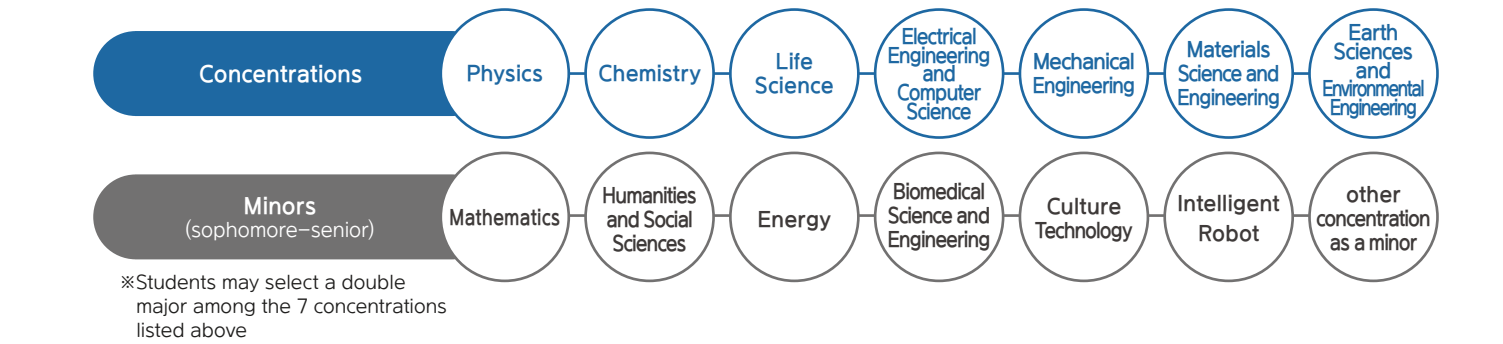 Concentrations
Physics
Chemistry
Life
Science
Electrical
Engineering
and
Computer
Science
Mechanical
Engineering
Materials
Science and
Engineering
Earth
Sciences
and
Environmental
Engineering
Minors
(sophomore–senior)
Mathematics
Humanities
and Social
Sciences
Energy
Biomedical
Science and
Engineering
Culture
Technology
Intelligent
Robot
other
concentration
as a minor
※Students may select a double
major among the 7 concentrations
listed above